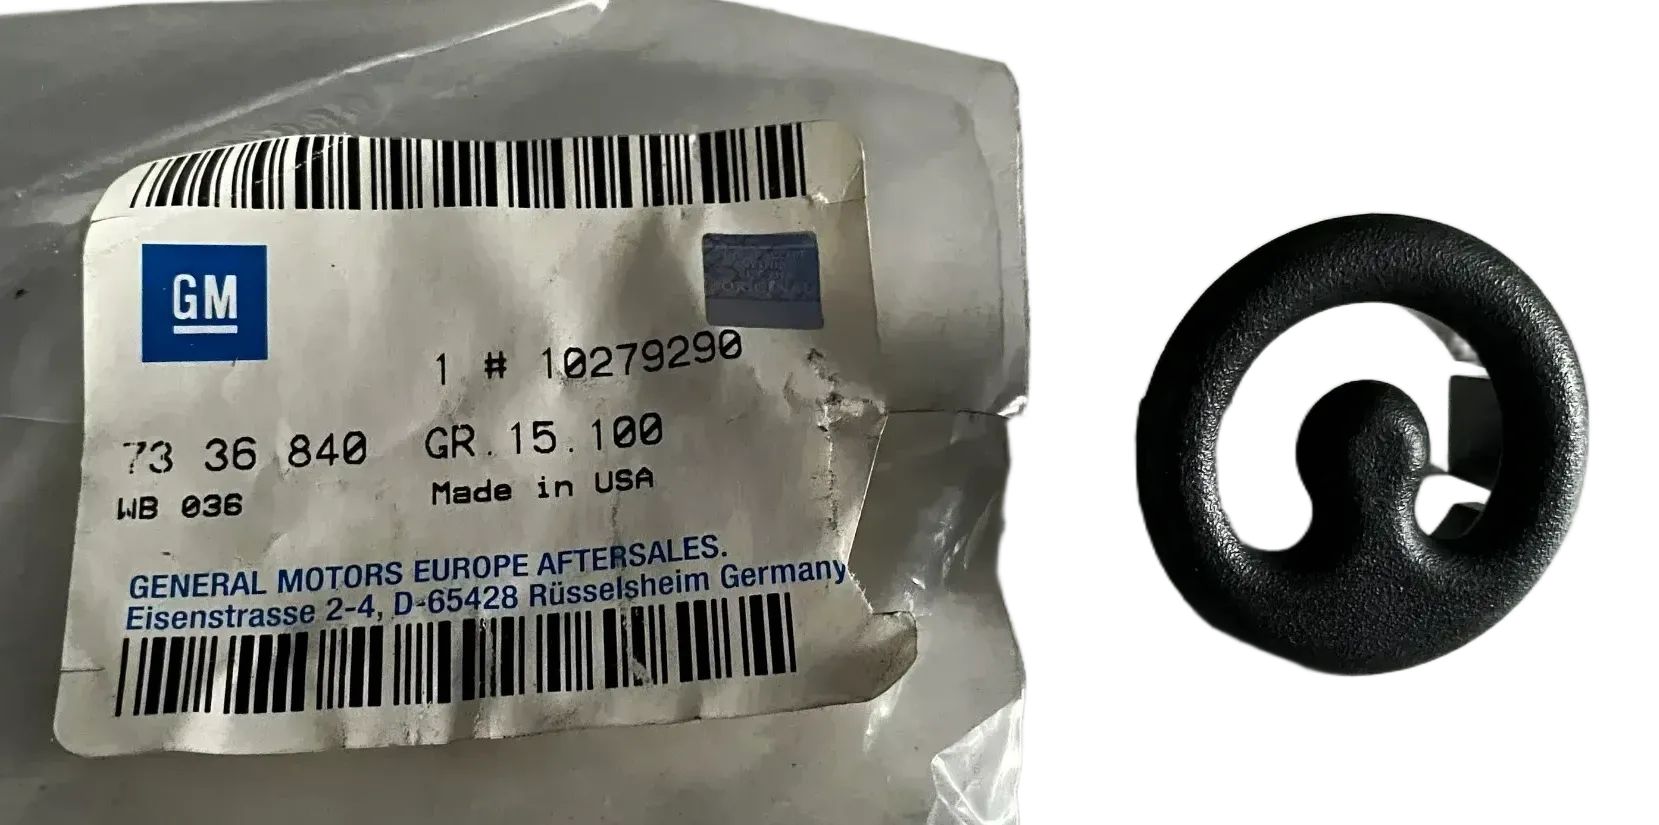 GM
ORIGINAL
1 # 10279290
73 36 840 GR.15.100
WB 036 Made in USA
GENERAL MOTORS EUROPE AFTERSALES.
Eisenstrasse 2-4, D-65428 Rüsselsheim Germany